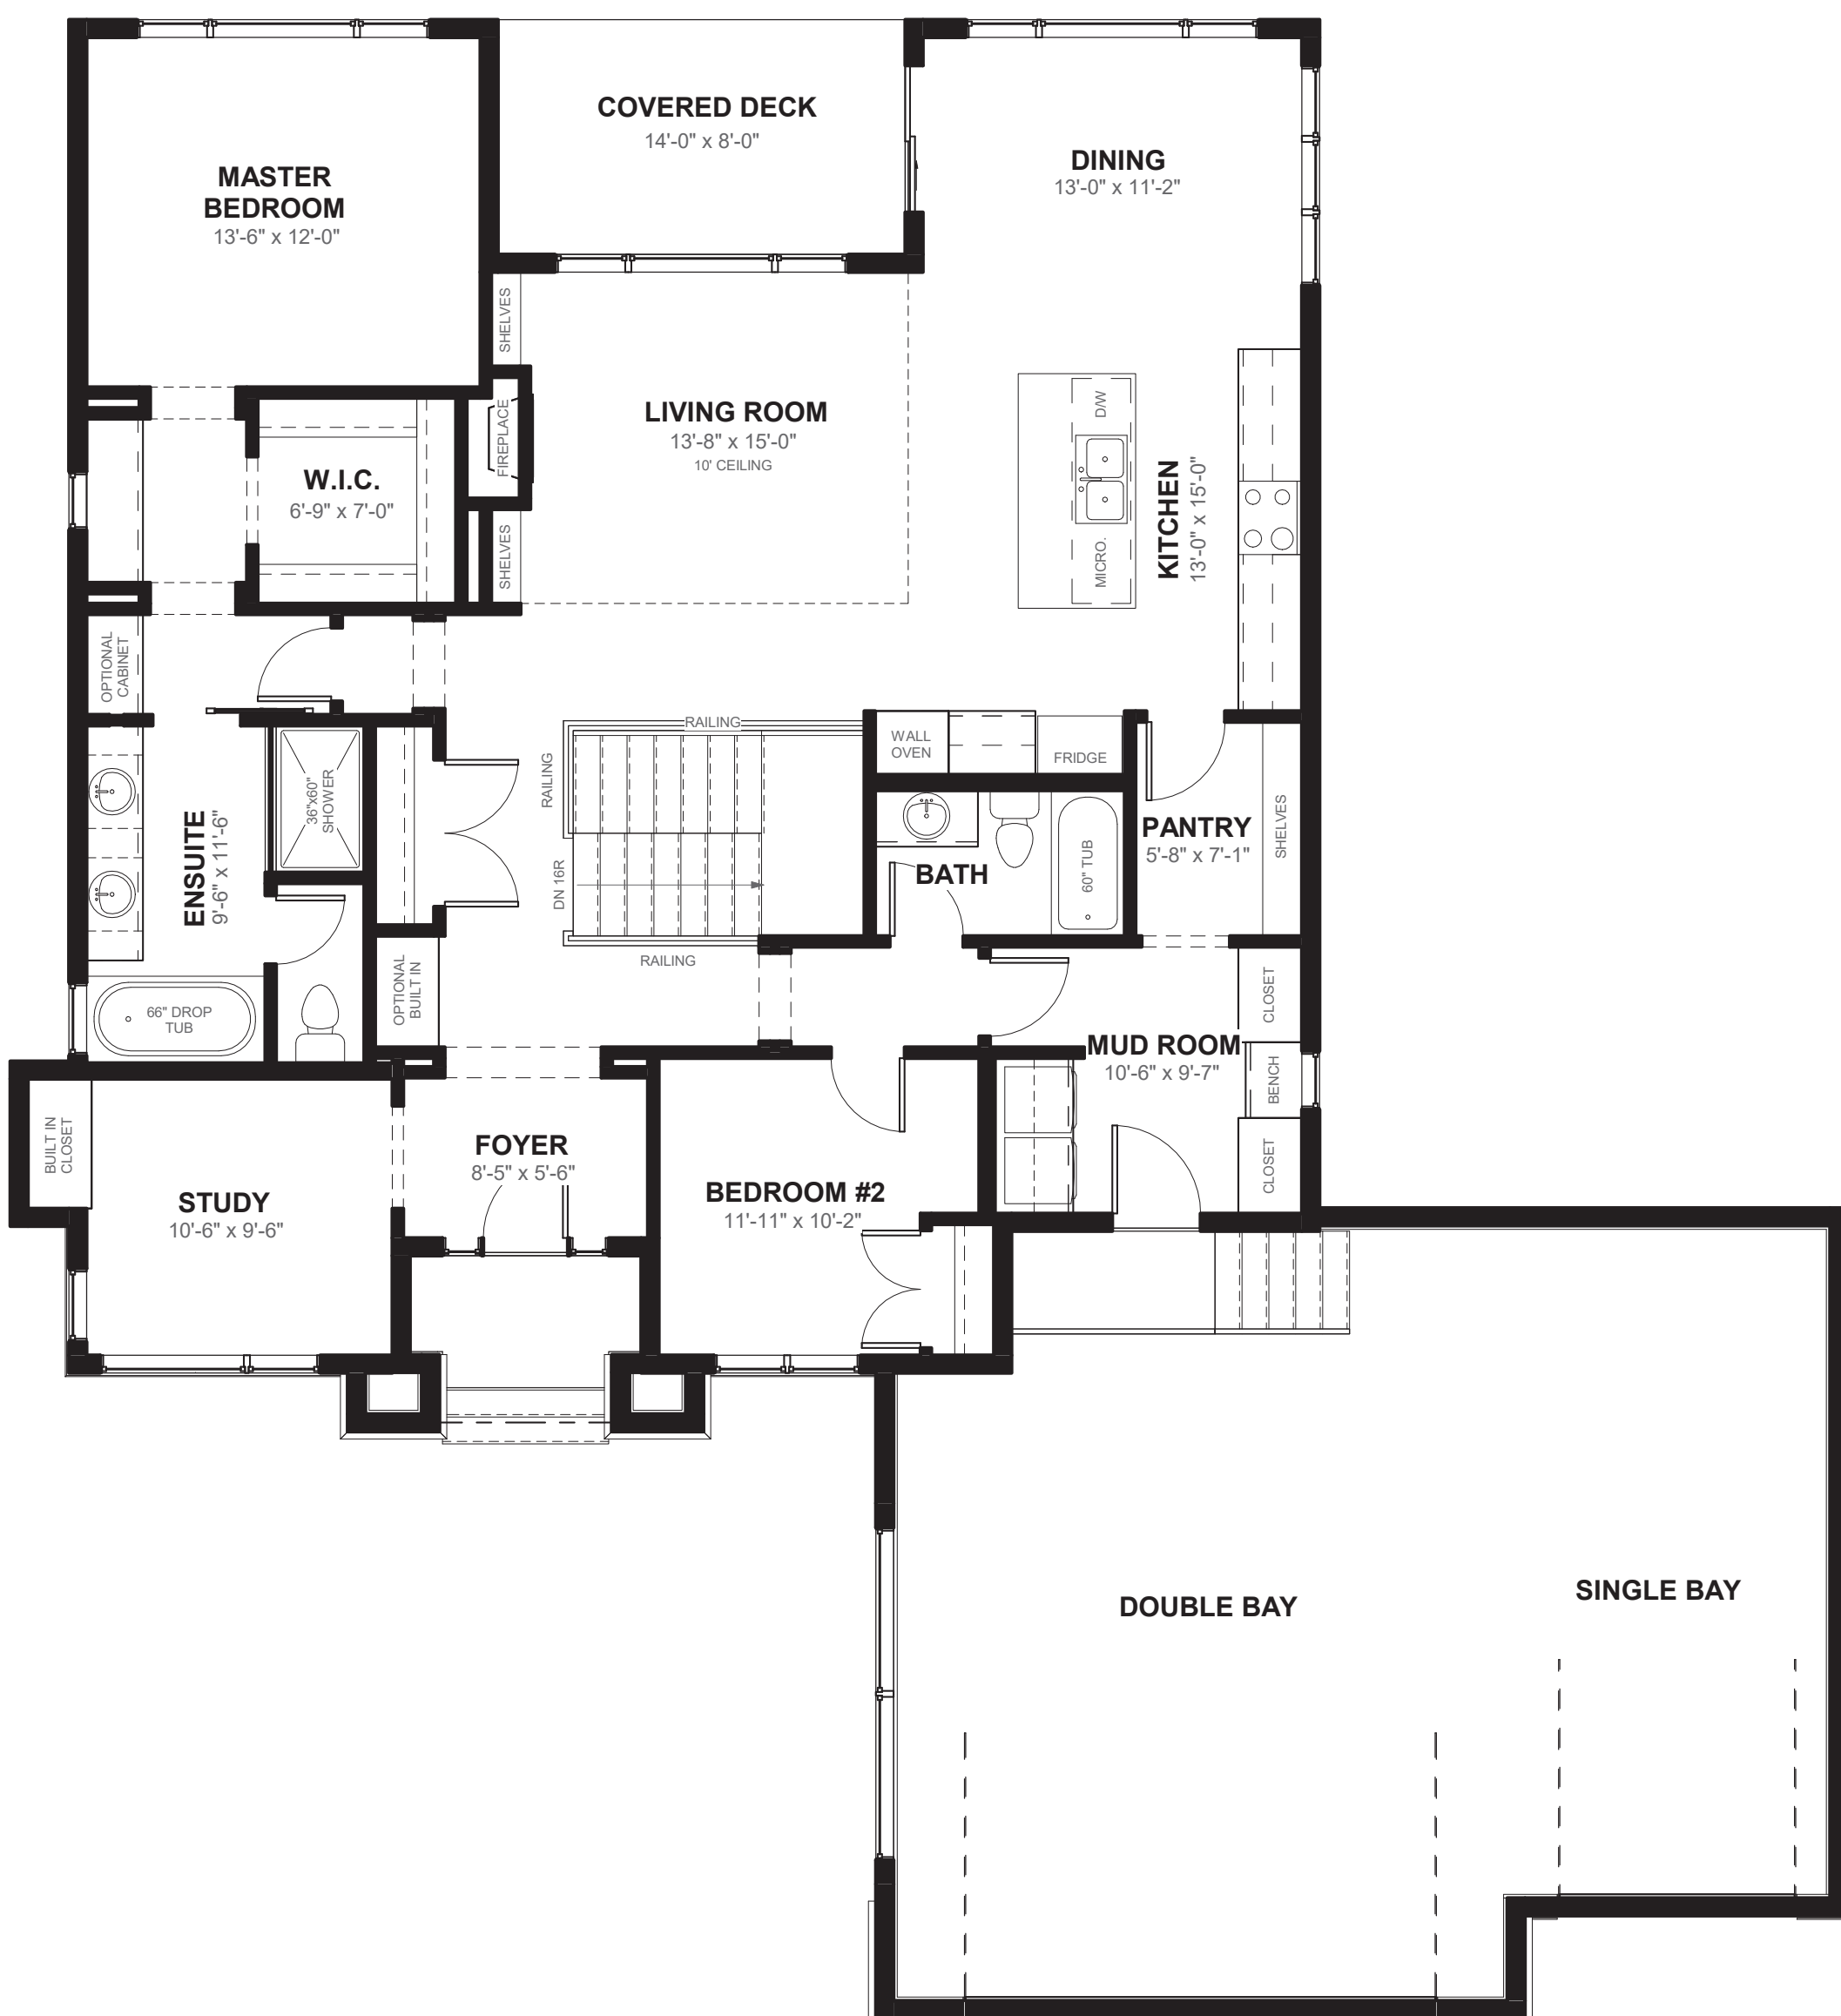 COVERED DECK
14'-0" x 8'-0"
DINING
13'-0" x 11'-2"
MASTER
BEDROOM
13'-6" x 12'-0"
SHELVES
FIREPLACE
SHELVES
LIVING ROOM
13'-8" x 15'-0"
10' CEILING
D/W
MICRO.
KITCHEN
13'-0" x 15'-0"
W.I.C.
6'-9" x 7'-0"
OPTIONAL
CABINET
RAILING
RAILING
DN 16R
RAILING
WALL
OVEN
FRIDGE
36"x60"
SHOWER
ENSUITE
9'-6" x 11'-6"
BATH
60" TUB
PANTRY
5'-8" x 7'-1"
SHELVES
66" DROP
TUB
OPTIONAL
BUILT IN
CLOSET
MUD ROOM
10'-6" x 9'-7"
BENCH
CLOSET
BUILT IN
CLOSET
STUDY
10'-6" x 9'-6"
FOYER
8'-5" x 5'-6"
BEDROOM #2
11'-11" x 10'-2"
DOUBLE BAY
SINGLE BAY